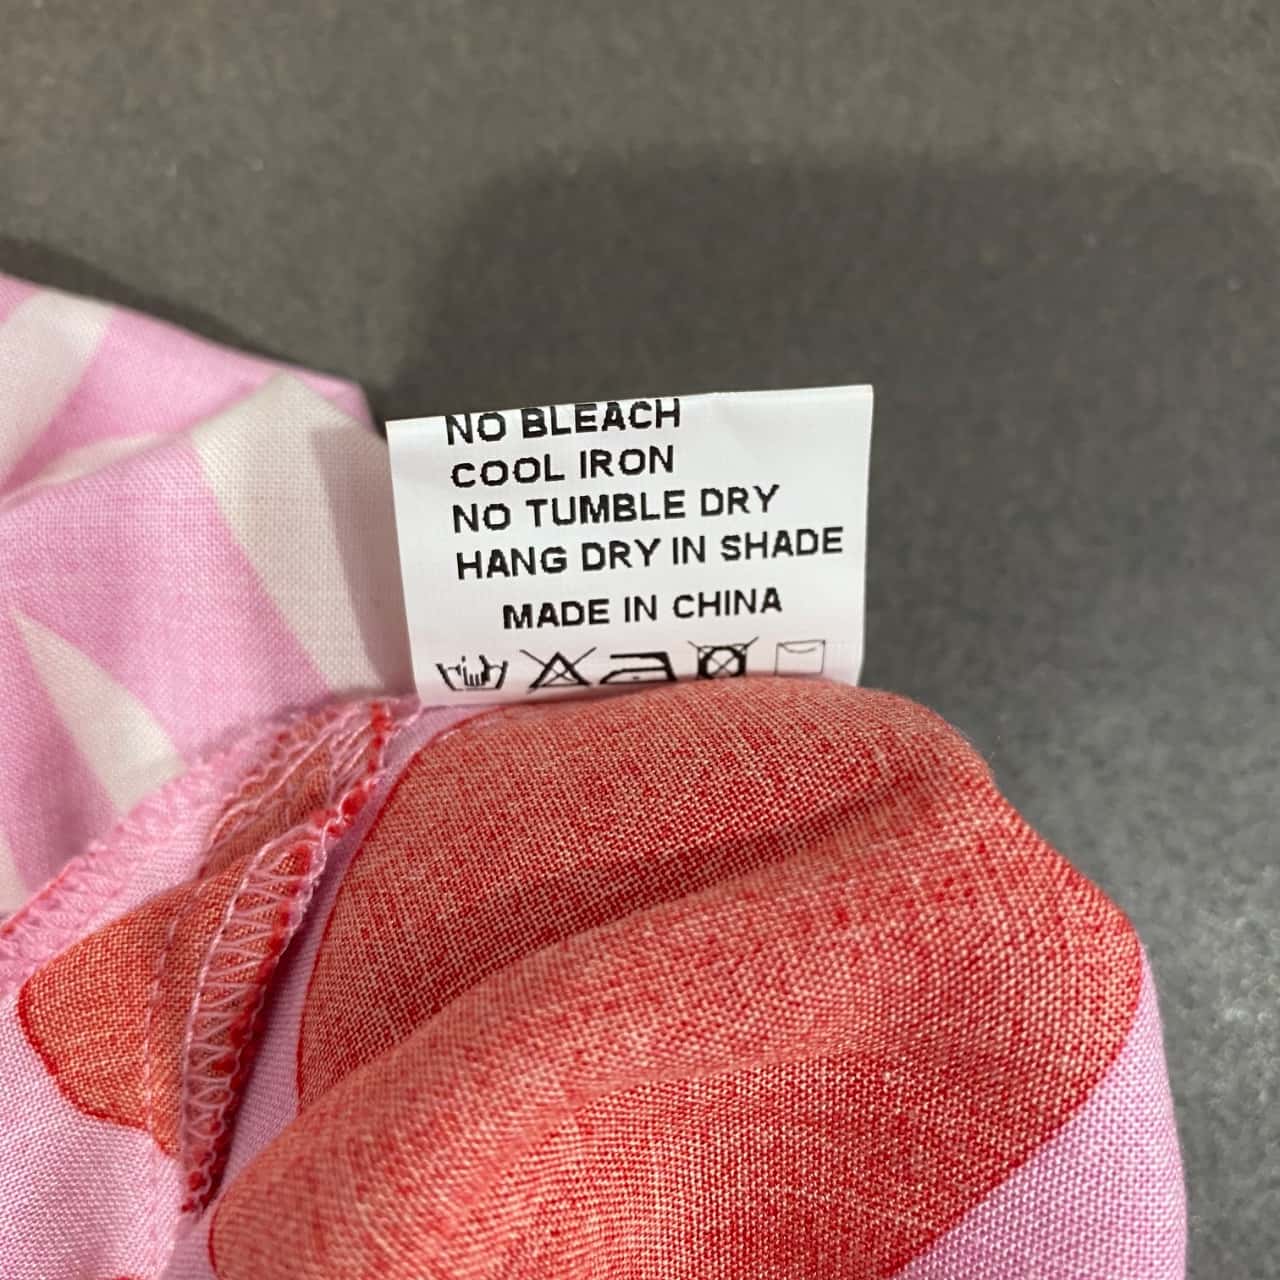 NO BLEACH
COOL IRON
NO TUMBLE DRY
HANG DRY IN SHADE
MADE IN CHINA